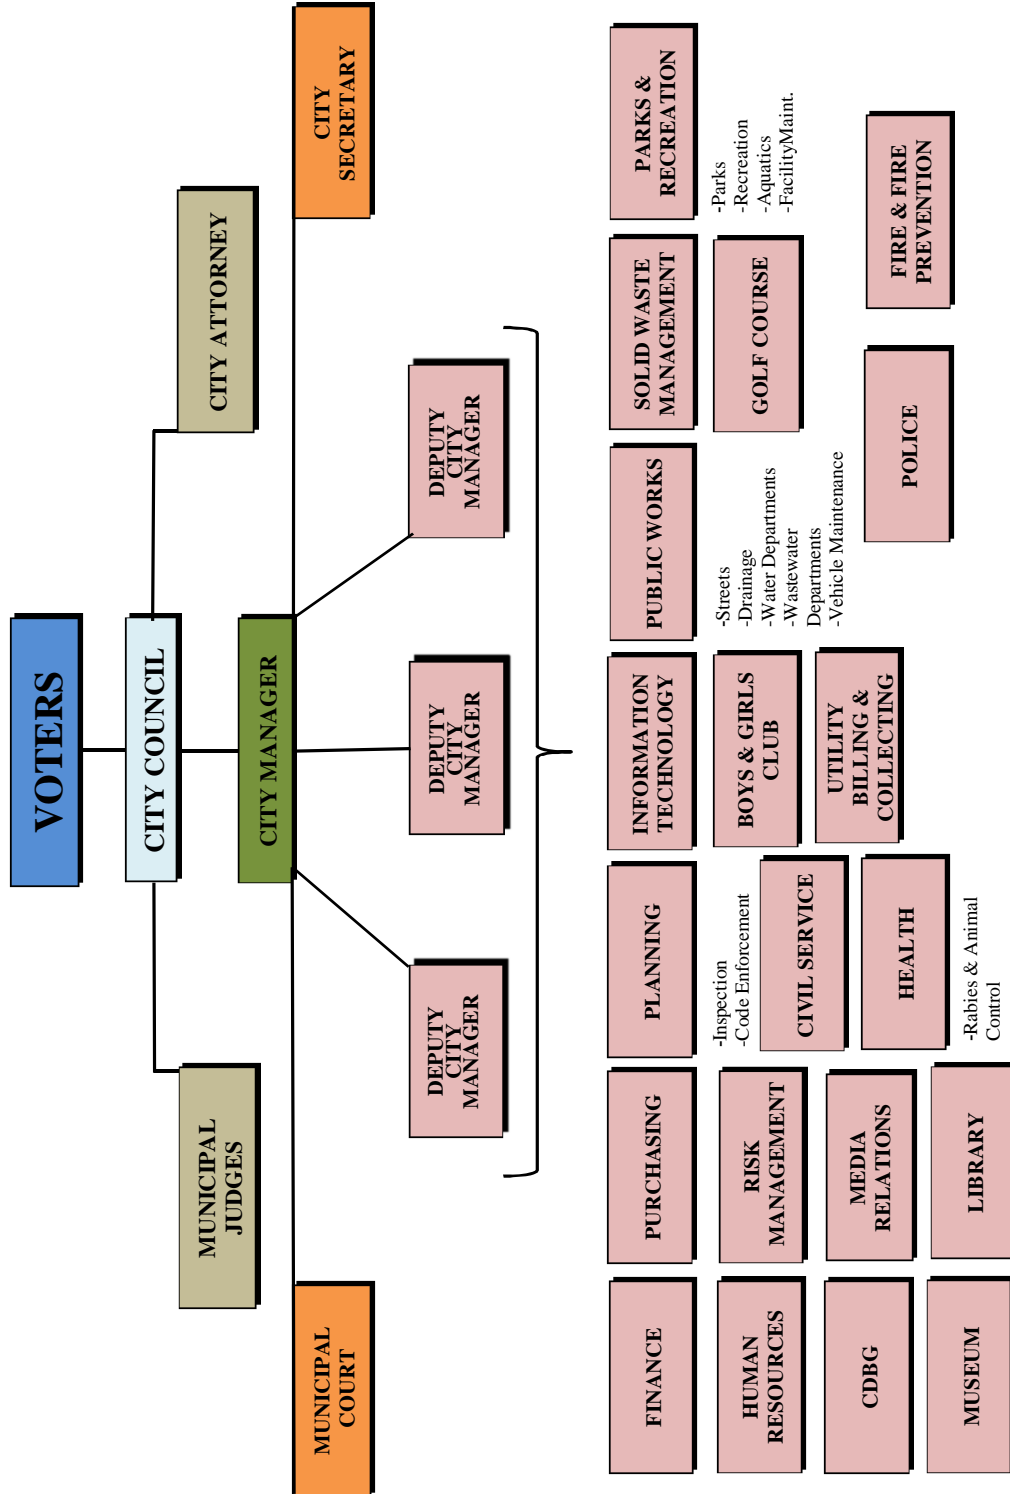 VOTERS
CITY COUNCIL
MUNICIPAL
JUDGES
CITY ATTORNEY
CITY MANAGER
MUNICIPAL
COURT
CITY
SECRETARY
DEPUTY
CITY
MANAGER
DEPUTY
CITY
MANAGER
DEPUTY
CITY
MANAGER
FINANCE
HUMAN
RESOURCES
CDBG
MUSEUM
PURCHASING
RISK
MANAGEMENT
MEDIA
RELATIONS
LIBRARY
PLANNING
-Inspection
-Code Enforcement
CIVIL SERVICE
HEALTH
-Rabies & Animal
Control
INFORMATION
TECHNOLOGY
BOYS & GIRLS
CLUB
UTILITY
BILLING &
COLLECTING
PUBLIC WORKS
-Streets
-Drainage
-Water Departments
-Wastewater
Departments
-Vehicle Maintenance
SOLID WASTE
MANAGEMENT
GOLF COURSE
POLICE
PARKS &
RECREATION
-Parks
-Recreation
-Aquatics
-FacilityMaint.
FIRE & FIRE
PREVENTION